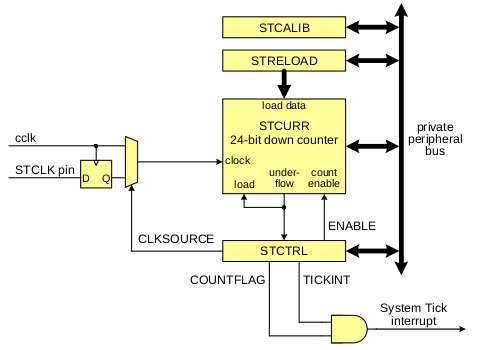 STCALIB
STRELOAD
load data
STCURR
24-bit down counter
clock
under-
flow
count
enable
load
private
peripheral
bus
cclk
STCLK pin
D
Q
ENABLE
CLKSOURCE
STCTRL
COUNTFLAG
TICKINT
System Tick
interrupt